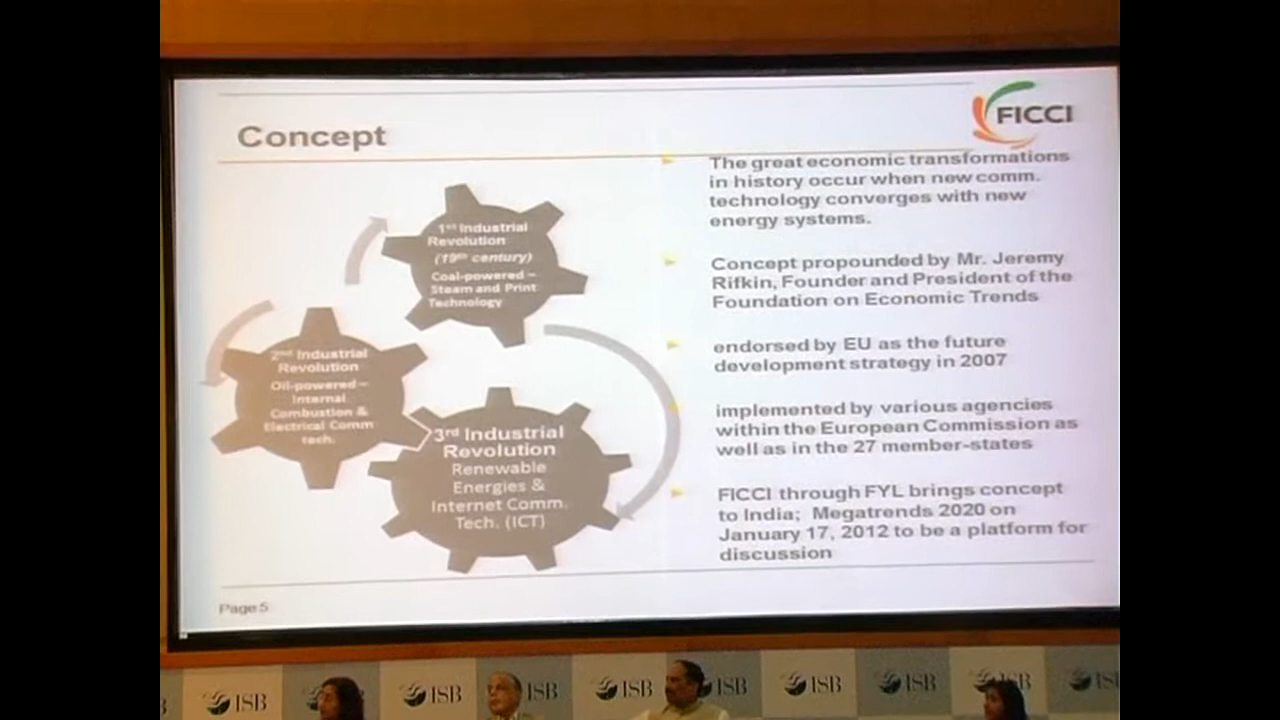 Concept
FICCI
1st Industrial
Revolution
(19th century)
Coal-powered –
Steam and Print
Technology
2nd Industrial
Revolution
Oil-powered –
Internal
Combustion &
Electrical Comm
tech.
3rd Industrial
Revolution
Renewable
Energies &
Internet Comm.
Tech. (ICT)
The great economic transformations
in history occur when new comm.
technology converges with new
energy systems.
Concept propounded by Mr. Jeremy
Rifkin, Founder and President of the
Foundation on Economic Trends
endorsed by EU as the future
development strategy in 2007
implemented by various agencies
within the European Commission as
well as in the 27 member-states
FICCI through FYL brings concept
to India; Megatrends 2020 on
January 17, 2012 to be a platform for
discussion
Page 5
ISB
ISB
ISB
ISB
ISB
ISB
ISB
ISB